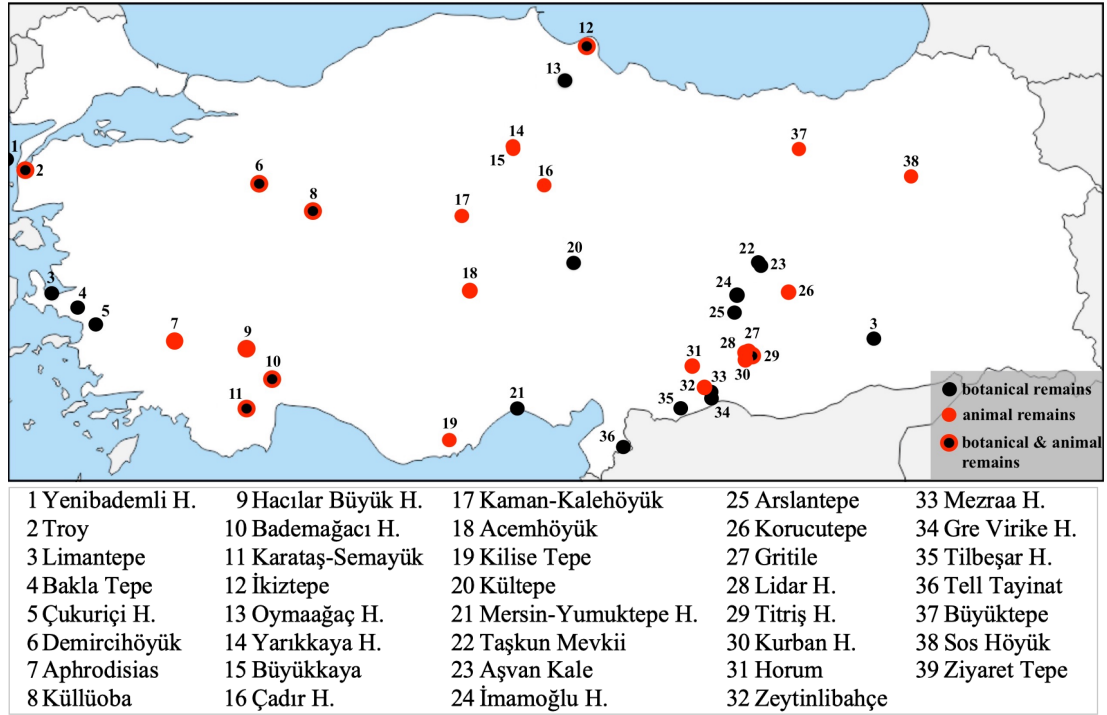 12
13
14
37
1
15
2
6
16
38
8
17
20
22
23
3
18
24
26
4
25
5
7
9
27
3
28
29
10
31
30
11
32
33
21
35
34
19
36
botanical remains
animal remains
botanical & animal
remains
1 Yenibademli H.
2 Troy
3 Limantepe
4 Bakla Tepe
5 Çukuriçi H.
6 Demircihöyük
7 Aphrodisias
8 Küllüoba
9 Hacılar Büyük H.
10 Bademağacı H.
11 Karataş-Semayük
12 İkiztepe
13 Oymaağaç H.
14 Yarıkkaya H.
15 Büyükkaya
16 Çadır H.
17 Kaman-Kalehöyük
18 Acemhöyük
19 Kilise Tepe
20 Kültepe
21 Mersin-Yumuktepe H.
22 Taşkun Mevkii
23 Aşvan Kale
24 İmamoğlu H.
25 Arslantepe
26 Korucutepe
27 Gritile
28 Lidar H.
29 Titriş H.
30 Kurban H.
31 Horum
32 Zeytinlibahçe
33 Mezraa H.
34 Gre Virike H.
35 Tilbeşar H.
36 Tell Tayinat
37 Büyüktepe
38 Sos Höyük
39 Ziyaret Tepe